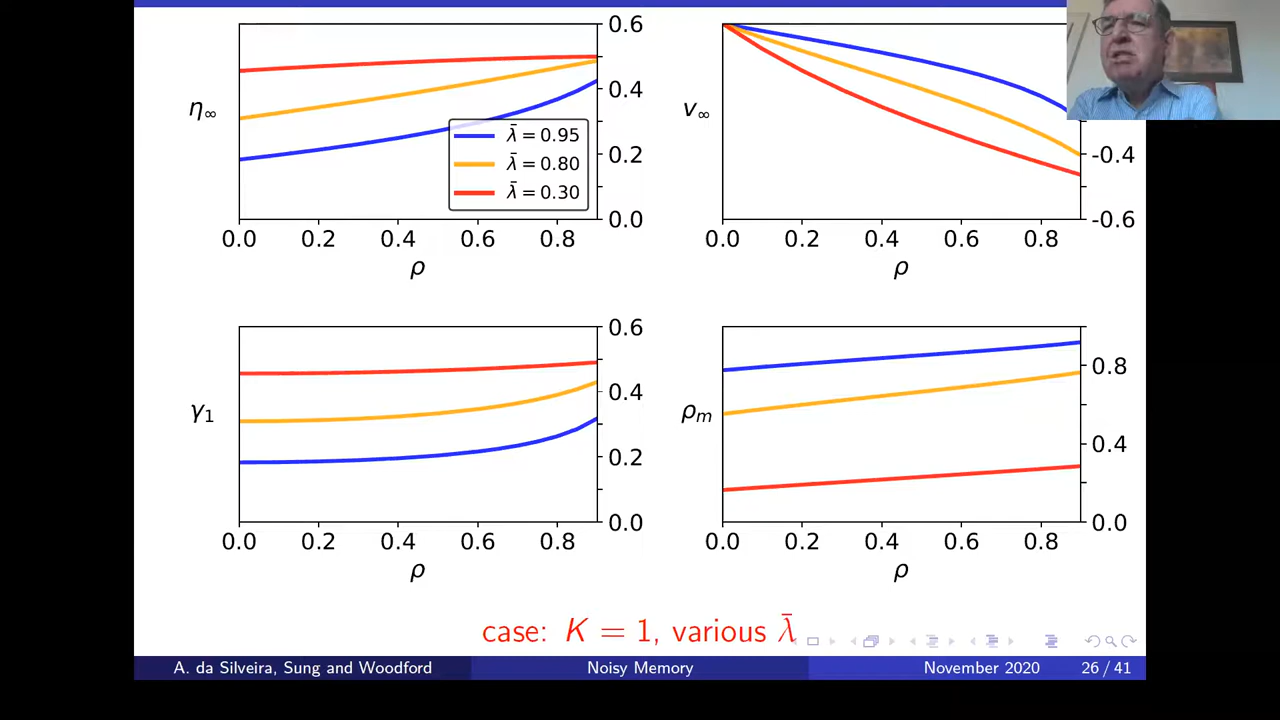 0.6
η∞
0.4
0.2
0.0
λ̄ = 0.95
λ̄ = 0.80
λ̄ = 0.30
0.0 0.2 0.4 0.6 0.8
ρ
v∞
-0.4
-0.6
0.0 0.2 0.4 0.6 0.8
ρ
0.6
γ1
0.4
0.2
0.0
0.0 0.2 0.4 0.6 0.8
ρ
ρm
0.8
0.4
0.0
0.0 0.2 0.4 0.6 0.8
ρ
case: K = 1, various λ̄
A. da Silveira, Sung and Woodford Noisy Memory November 2020 26 / 41